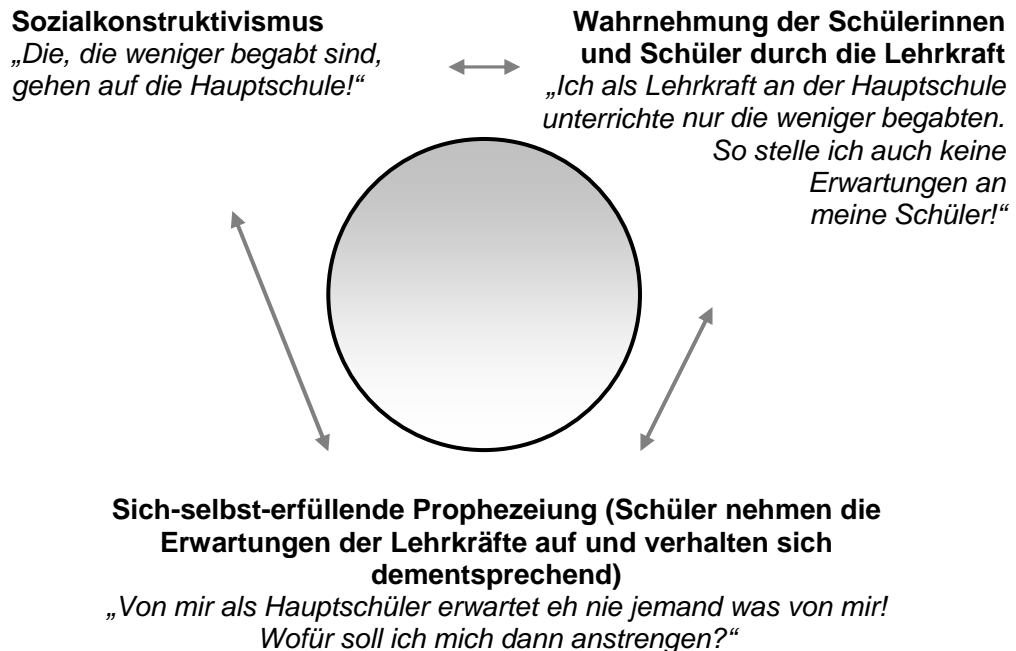 Sozialkonstruktivismus
„Die, die weniger begabt sind,
gehen auf die Hauptschule!“
Wahrnehmung der Schülerinnen
und Schüler durch die Lehrkraft
„Ich als Lehrkraft an der Hauptschule
unterrichte nur die weniger begabten.
So stelle ich auch keine
Erwartungen an
meine Schüler!“
Sich-selbst-erfüllende Prophezeiung (Schüler nehmen die
Erwartungen der Lehrkräfte auf und verhalten sich
dementsprechend)
„Von mir als Hauptschüler erwartet eh nie jemand was von mir!
Wofür soll ich mich dann anstrengen?“